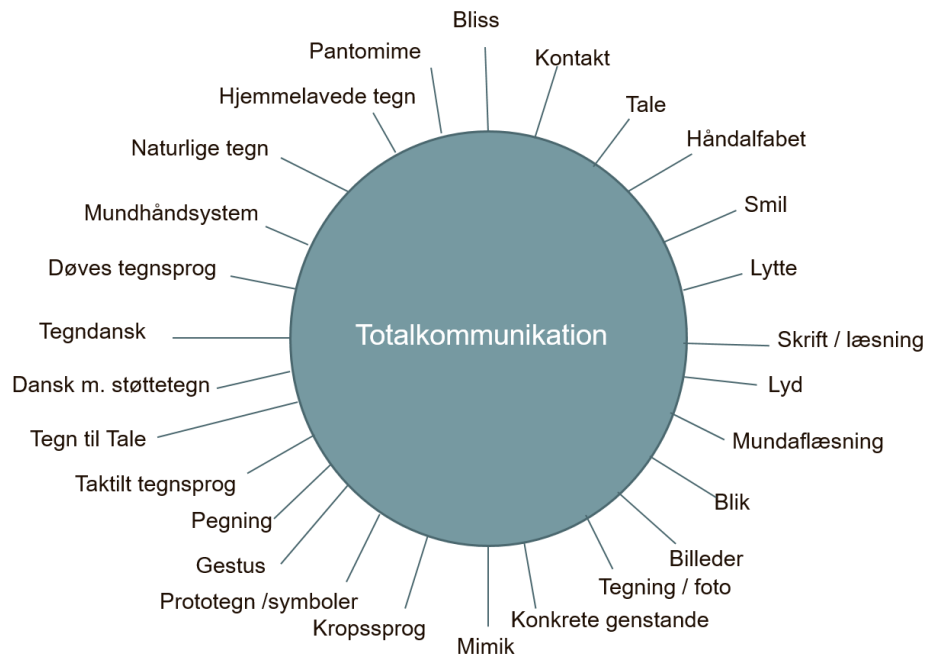 Bliss
Kontakt
Tale
Håndalfabet
Smil
Lytte
Skrift / læsning
Lyd
Mundaflæsning
Blik
Billeder
Tegning / foto
Konkrete genstande
Mimik
Kropssprog
Prototegn /symboler
Gestus
Pegning
Taktilt tegnsprog
Tegn til Tale
Dansk m. støttetegn
Tegndansk
Døves tegnsprog
Mundhåndsystem
Naturlige tegn
Hjemmelavede tegn
Pantomime
Totalkommunikation